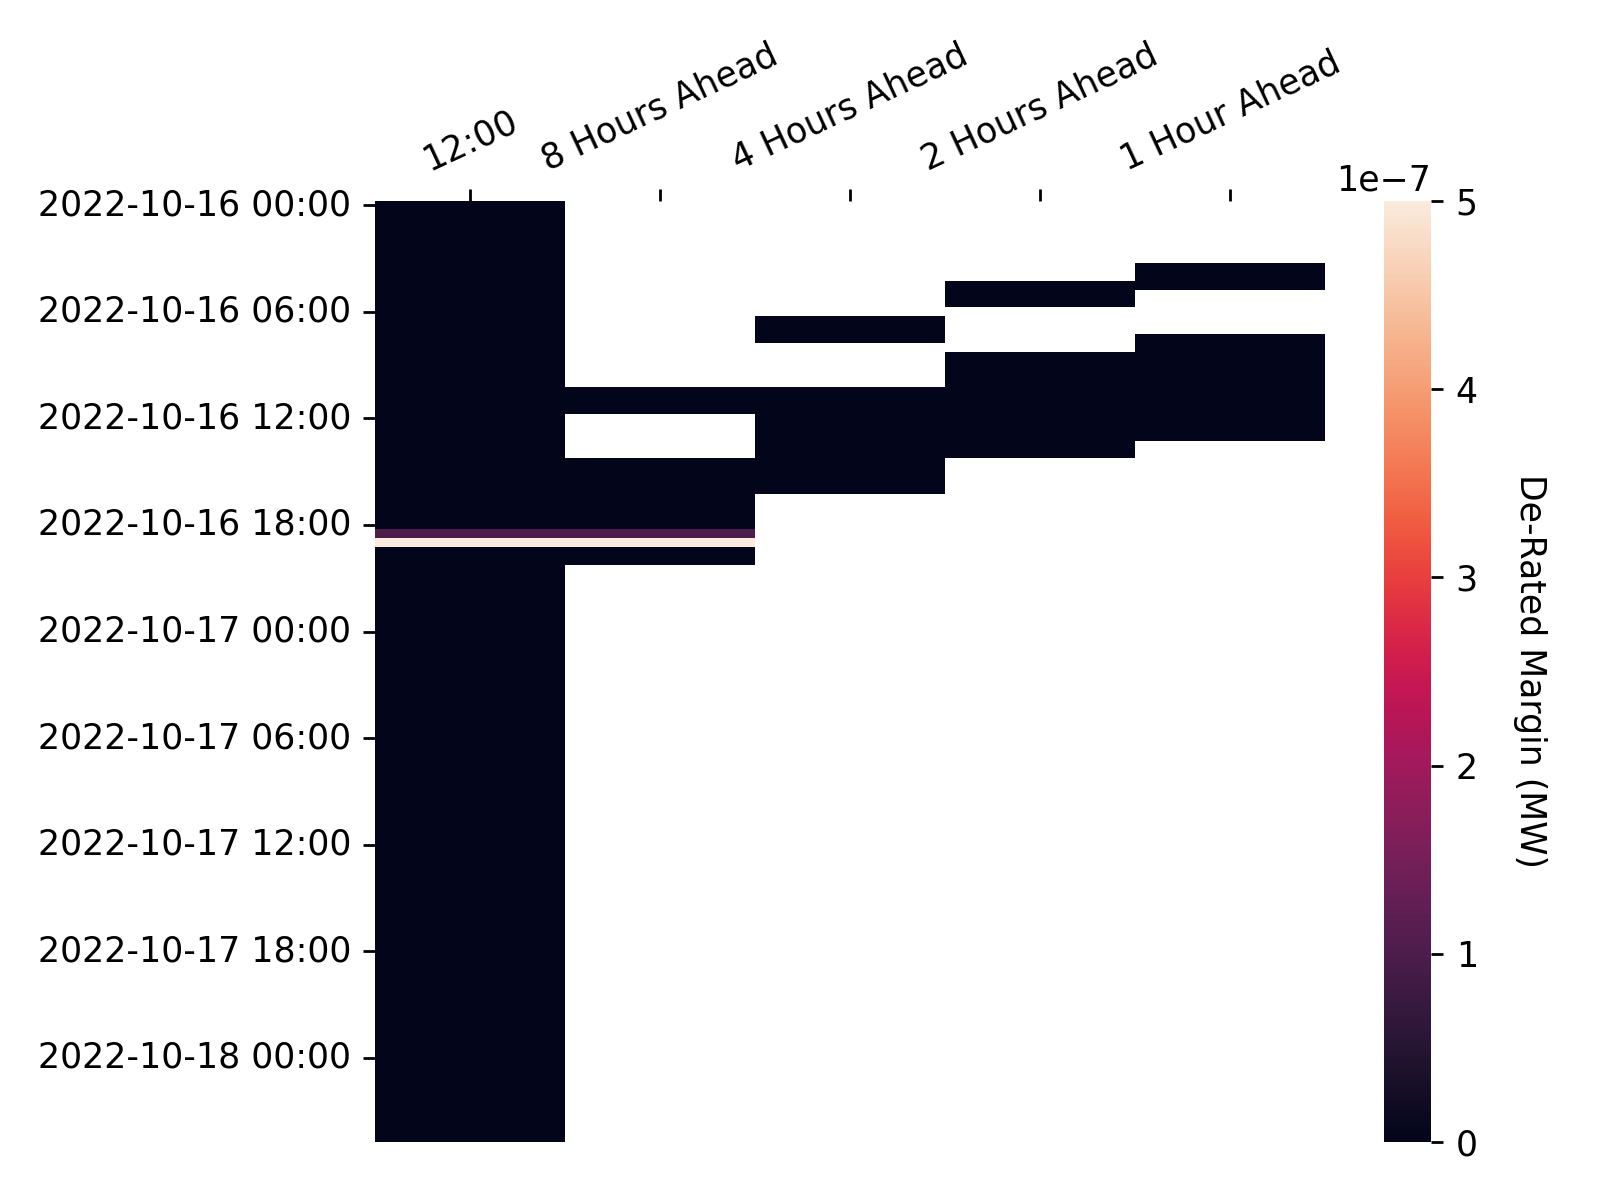 12:00
8 Hours Ahead
4 Hours Ahead
2 Hours Ahead
1 Hour Ahead
2022-10-16 00:00
2022-10-16 06:00
2022-10-16 12:00
2022-10-16 18:00
2022-10-17 00:00
2022-10-17 06:00
2022-10-17 12:00
2022-10-17 18:00
2022-10-18 00:00
1e−7
5
4
3
2
1
0
De-Rated Margin (MW)